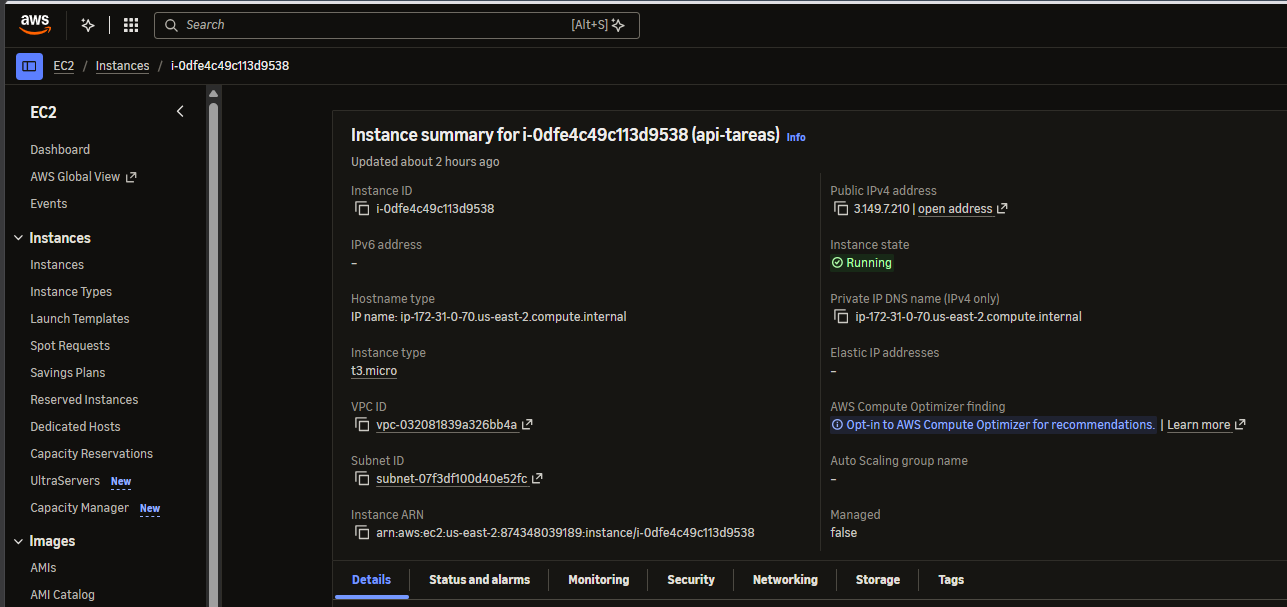 aws
Search [Alt+S]
EC2 / Instances / i-0dfe4c49c113d9538
EC2
Dashboard
AWS Global View
Events
Instances
Instances
Instance Types
Launch Templates
Spot Requests
Savings Plans
Reserved Instances
Dedicated Hosts
Capacity Reservations
UltraServers New
Capacity Manager New
Images
AMIs
AMI Catalog
Instance summary for i-0dfe4c49c113d9538 (api-tareas) Info
Updated about 2 hours ago
Instance ID
i-0dfe4c49c113d9538
IPv6 address
–
Hostname type
IP name: ip-172-31-0-70.us-east-2.compute.internal
Instance type
t3.micro
VPC ID
vpc-032081839a326bb4a
Subnet ID
subnet-07f3df100d40e52fc
Instance ARN
arn:aws:ec2:us-east-2:874348039189:instance/i-0dfe4c49c113d9538
Public IPv4 address
3.149.7.210 | open address
Instance state
Running
Private IP DNS name (IPv4 only)
ip-172-31-0-70.us-east-2.compute.internal
Elastic IP addresses
–
AWS Compute Optimizer finding
Opt-in to AWS Compute Optimizer for recommendations. | Learn more
Auto Scaling group name
–
Managed
false
Details Status and alarms Monitoring Security Networking Storage Tags